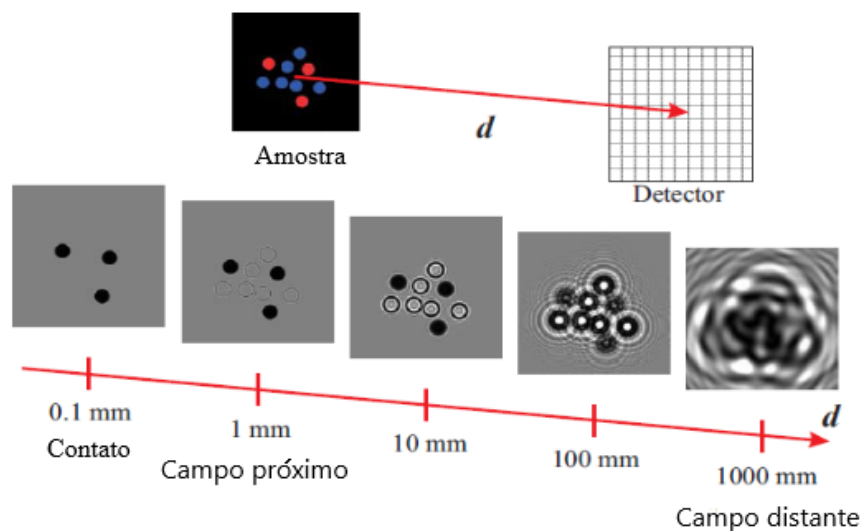 d
Amostra
Detector
0.1 mm
Contato
1 mm
Campo próximo
10 mm
100 mm
d
1000 mm
Campo distante